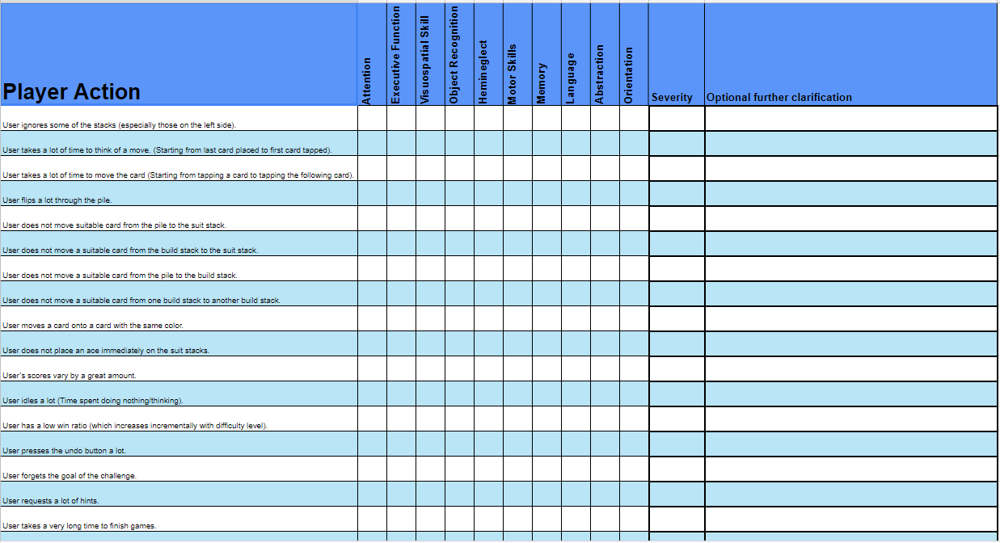 Player Action
Attention
Executive Function
Visuospatial Skill
Object Recognition
Hemineglect
Motor Skills
Memory
Language
Abstraction
Orientation
Severity
Optional further clarification
User ignores some of the stacks (especially those on the left side).
User takes a lot of time to think of a move. (Starting from last card placed to first card tapped).
User takes a lot of time to move the card (Starting from tapping a card to tapping the following card).
User flips a lot through the pile.
User does not move suitable card from the pile to the suit stack.
User does not move a suitable card from the build stack to the suit stack.
User does not move a suitable card from the pile to the build stack.
User does not move a suitable card from one build stack to another build stack.
User moves a card onto a card with the same color.
User does not place an ace immediately on the suit stacks.
User's scores vary by a great amount.
User idles a lot (Time spent doing nothing/thinking).
User has a low win ratio (which increases incrementally with difficulty level).
User presses the undo button a lot.
User forgets the goal of the challenge.
User requests a lot of hints.
User takes a very long time to finish games.